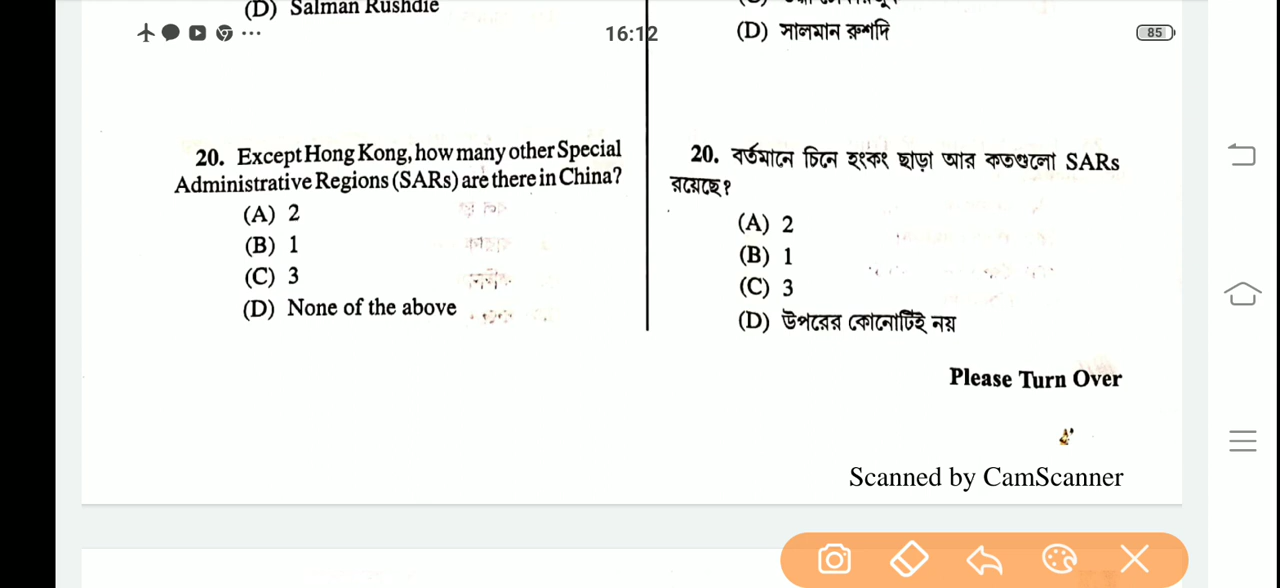 (D) Salman Rushdie
16:12
85
(D) সালমান রুশদি
20. Except Hong Kong, how many other Special
Administrative Regions (SARs) are there in China?
(A) 2
(B) 1
(C) 3
(D) None of the above
20. বর্তমানে চিনে হংকং ছাড়া আর কতগুলো SARs
রয়েছে?
(A) 2
(B) 1
(C) 3
(D) উপরের কোনোটিই নয়
Please Turn Over
Scanned by CamScanner